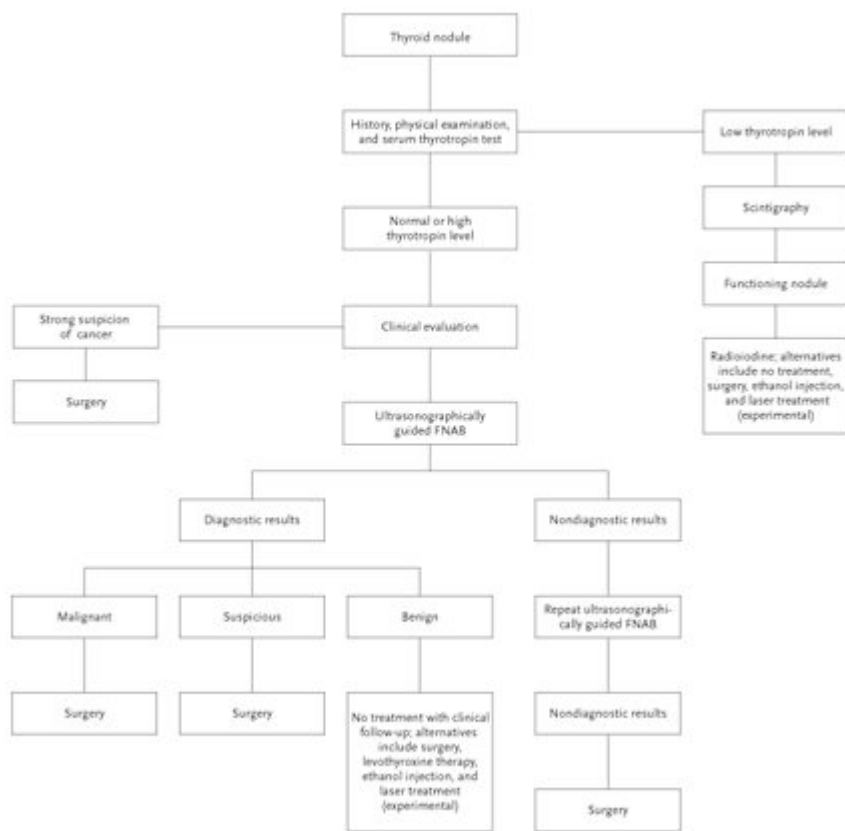 Thyroid nodule
History, physical examination,
and serum thyrotropin test
Low thyrotropin level
Normal or high
thyrotropin level
Scintigraphy
Functioning nodule
Strong suspicion
of cancer
Clinical evaluation
Radioiodine; alternatives
include no treatment,
surgery, ethanol injection,
and laser treatment
(experimental)
Surgery
Ultrasonographically
guided FNAB
Diagnostic results
Nondiagnostic results
Malignant
Suspicious
Benign
Repeat ultrasonographi-
cally guided FNAB
Surgery
Surgery
No treatment with clinical
follow-up; alternatives
include surgery,
levothyroxine therapy,
ethanol injection, and
laser treatment
(experimental)
Nondiagnostic results
Surgery